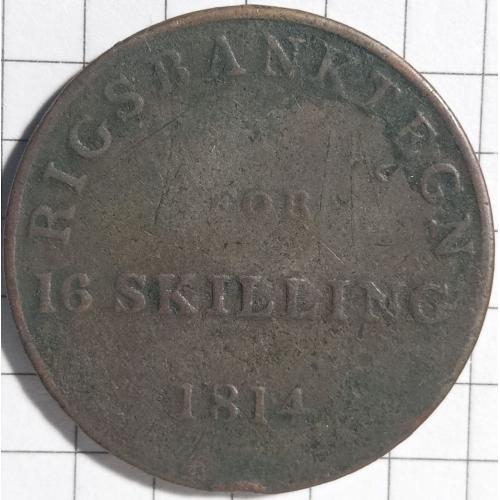 RIGSBANKTEGN
FOR
16 SKILLING
1814